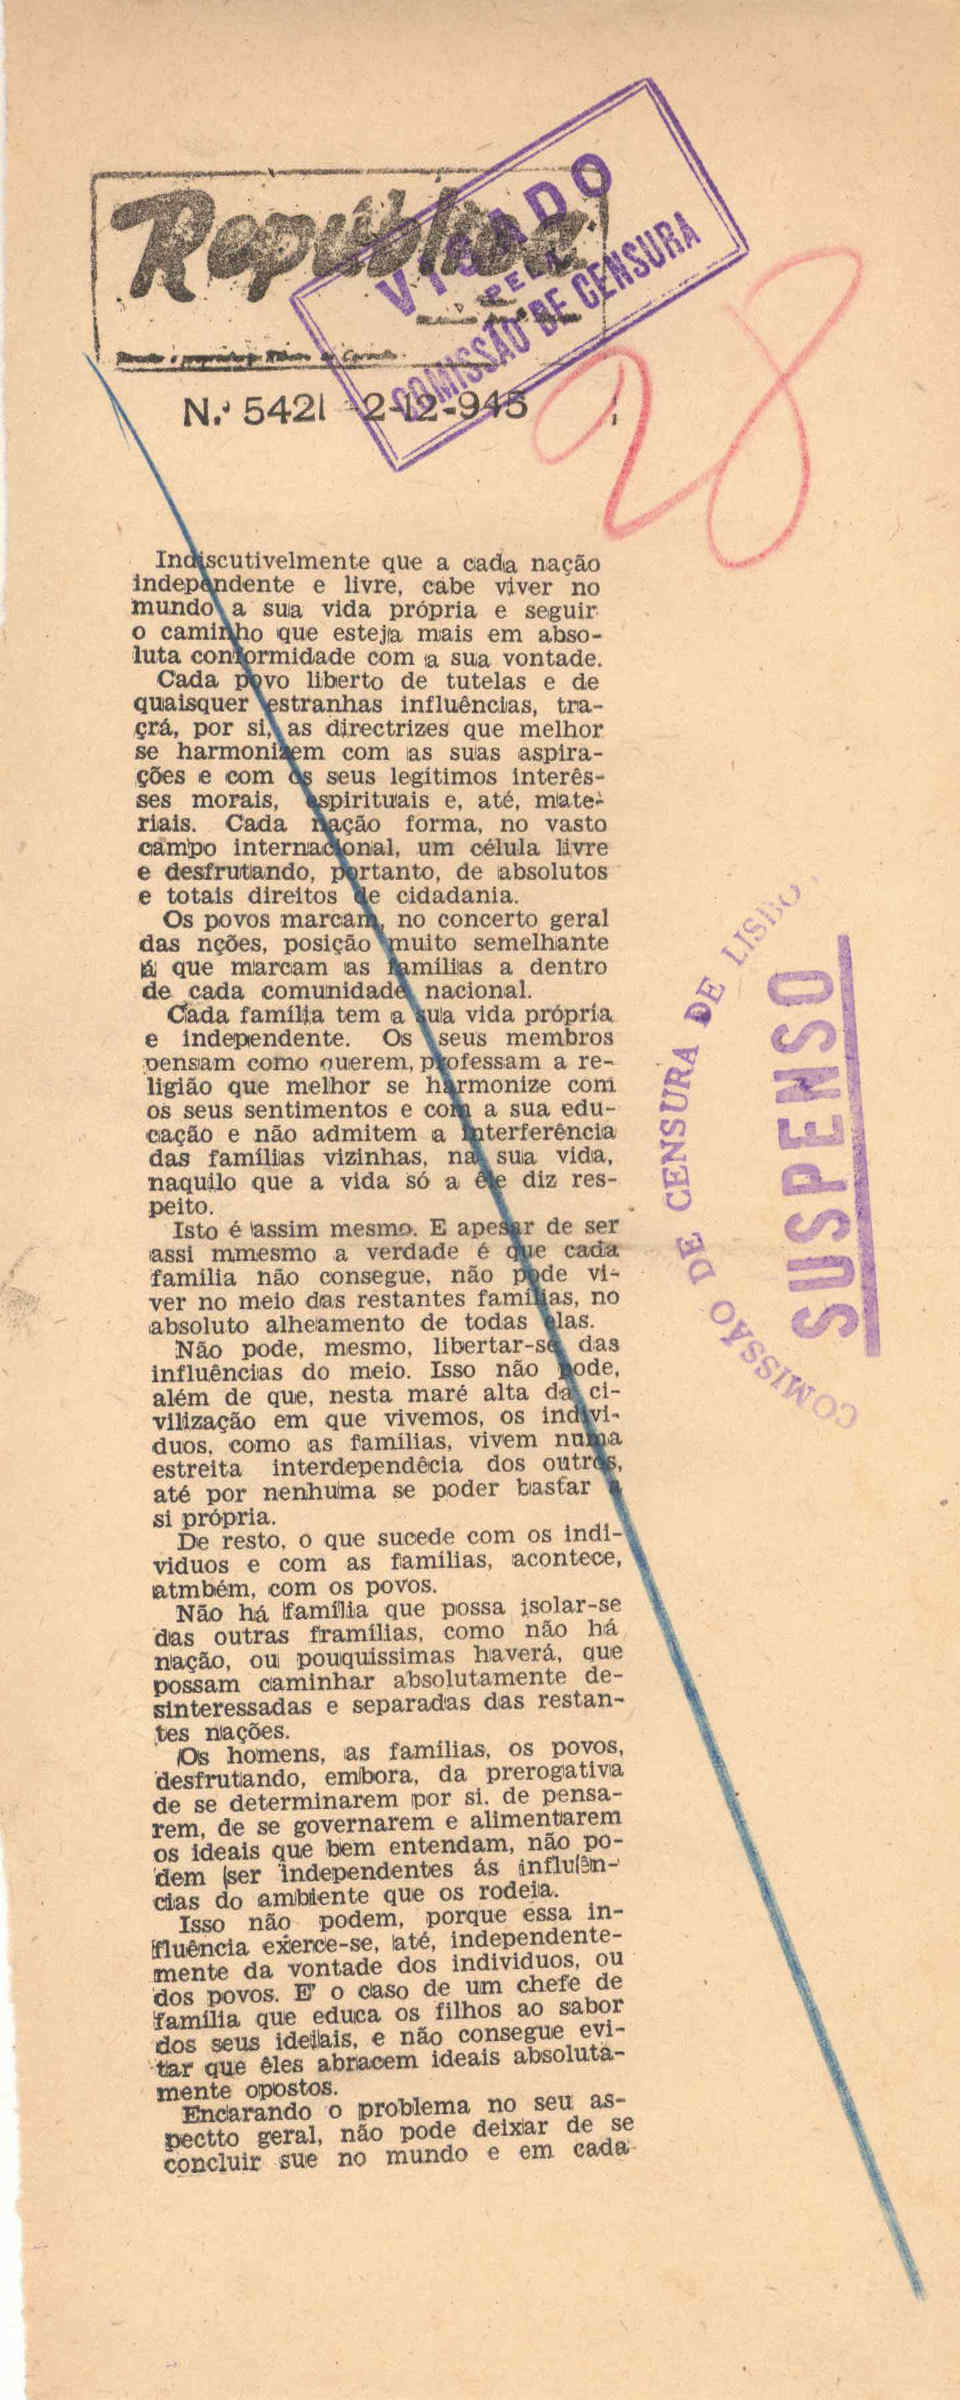 República
VISADO
PELA
COMISSÃO DE CENSURA
N.º 5421 2-12-945
28
Indiscutivelmente que a cada nação
independente e livre, cabe viver no
mundo a sua vida própria e seguir
o caminho que esteja mais em abso-
luta conformidade com a sua vontade.
Cada povo liberto de tutelas e de
quaisquer estranhas influências, tra-
çrá, por si, as directrizes que melhor
se harmonizem com as suas aspira-
ções e com os seus legítimos interês-
ses morais, espirituais e, até, mate-
riais. Cada nação forma, no vasto
campo internacional, um célula livre
e desfrutando, portanto, de absolutos
e totais direitos de cidadania.
Os povos marcam, no concerto geral
das nções, posição muito semelhante
á que marcam as famílias a dentro
de cada comunidade nacional.
Cada família tem a sua vida própria
e independente. Os seus membros
pensam como querem, professam a re-
ligião que melhor se harmonize com
os seus sentimentos e com a sua edu-
cação e não admitem a interferência
das famílias vizinhas, na sua vida,
naquilo que a vida só a êle diz res-
peito.
Isto é assim mesmo. E apesar de ser
assi mmesmo a verdade é que cada
familia não consegue, não pode vi-
ver no meio das restantes famílias, no
absoluto alheamento de todas elas.
Não pode, mesmo, libertar-se das
influências do meio. Isso não pode,
além de que, nesta maré alta da ci-
vilização em que vivemos, os indivi-
duos, como as famílias, vivem numa
estreita interdependêcia dos outros,
até por nenhuma se poder bastar a
si própria.
De resto, o que sucede com os indi-
viduos e com as famílias, acontece,
atmbém, com os povos.
Não há família que possa isolar-se
das outras framílias, como não há
nação, ou pouquissimas haverá, que
possam caminhar absolutamente de-
sinteressadas e separadas das restan-
tes nações.
Os homens, as famílias, os povos,
desfrutando, embora, da prerogativa
de se determinarem por si. de pensa-
rem, de se governarem e alimentarem
os ideais que bem entendam, não po-
dem ser independentes ás influên-
cias do ambiente que os rodeia.
Isso não podem, porque essa in-
fluência exerce-se, até, independente-
mente da vontade dos individuos, ou
dos povos. E' o caso de um chefe de
família que educa os filhos ao sabor
dos seus ideiais, e não consegue evi-
tar que êles abracem ideais absoluta-
mente opostos.
Encarando o problema no seu as-
pectto geral, não pode deixar de se
concluir sue no mundo e em cada
COMISSÃO DE CENSURA DE LISBO
SUSPENSO